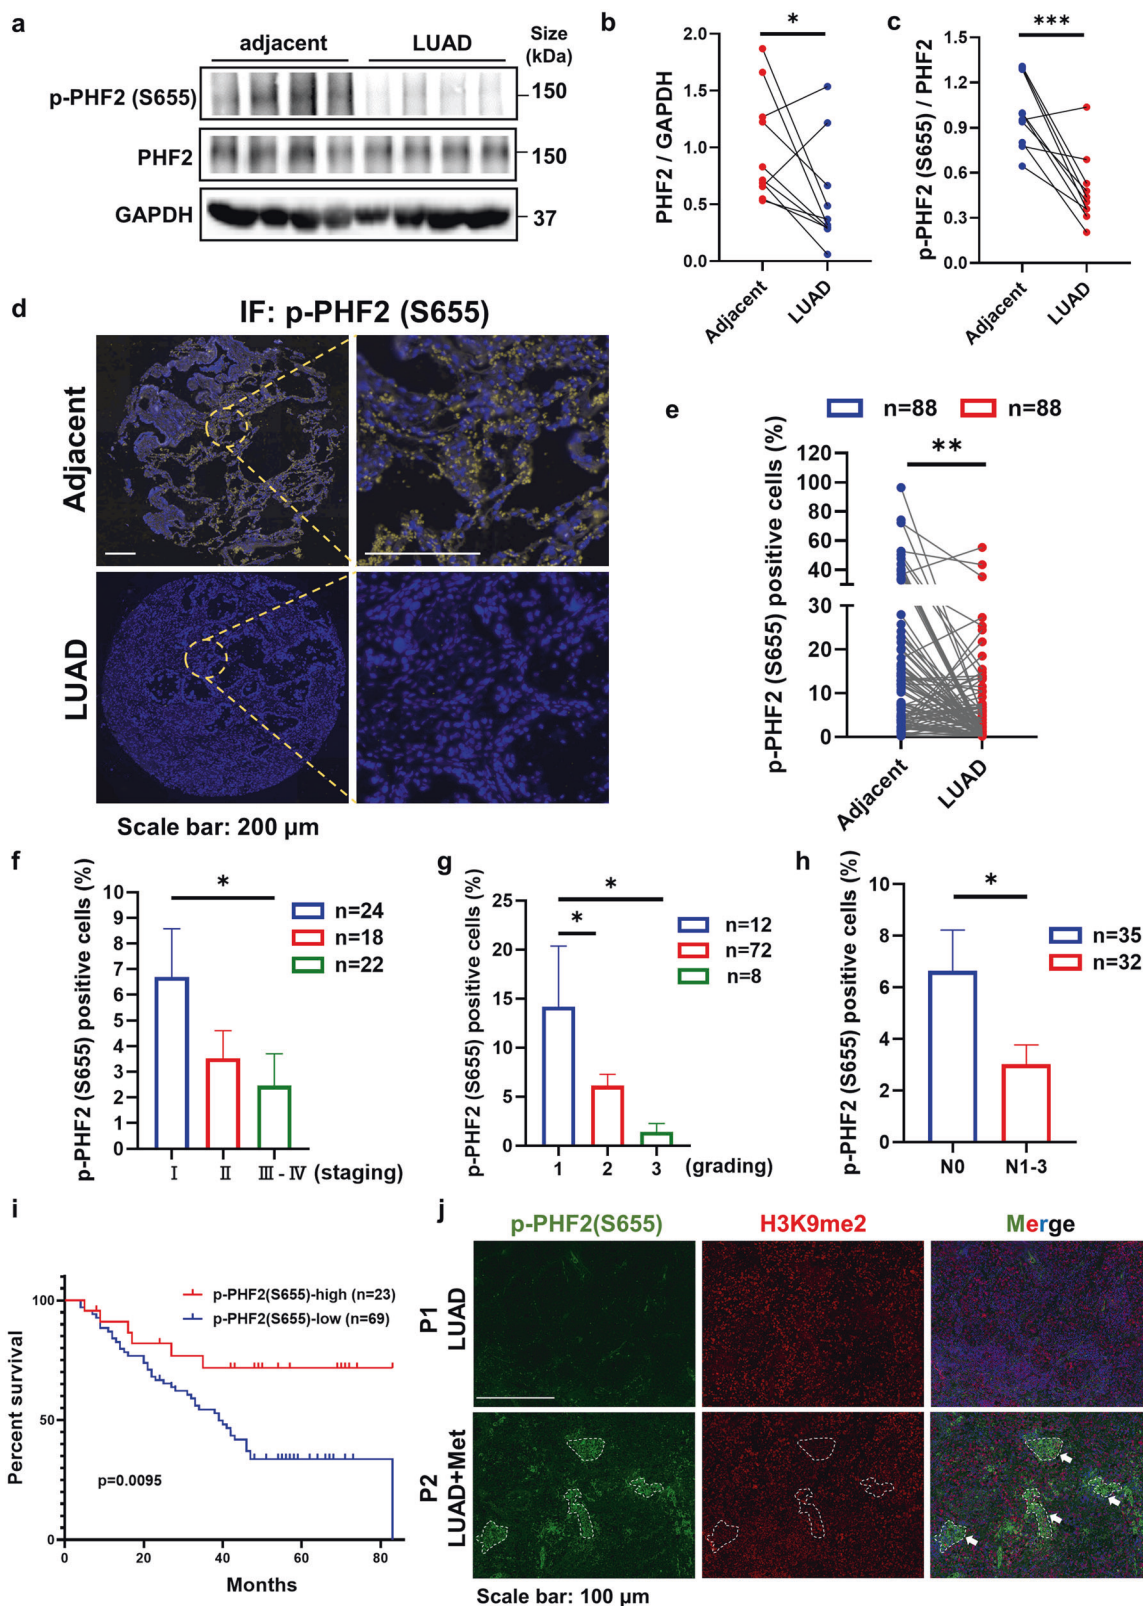 a
adjacent LUAD Size (kDa)
p-PHF2 (S655) 150
PHF2 150
GAPDH 37
b
*
PHF2 / GAPDH
2.0
1.5
1.0
0.5
0.0
Adjacent LUAD
c
***
p-PHF2 (S655) / PHF2
1.5
1.2
0.9
0.6
0.3
0.0
Adjacent LUAD
d
IF: p-PHF2 (S655)
Adjacent
LUAD
Scale bar: 200 μm
e
n=88 n=88
**
p-PHF2 (S655) positive cells (%)
120
100
80
60
40
30
20
10
0
Adjacent LUAD
f
p-PHF2 (S655) positive cells (%)
*
10
9
8
7
6
5
4
3
2
1
0
n=24
n=18
n=22
I II III-IV (staging)
g
p-PHF2 (S655) positive cells (%)
*
*
25
20
15
10
5
0
n=12
n=72
n=8
1 2 3 (grading)
h
p-PHF2 (S655) positive cells (%)
*
10
8
6
4
2
0
n=35
n=32
N0 N1-3
i
Percent survival
100
50
0
p-PHF2(S655)-high (n=23)
p-PHF2(S655)-low (n=69)
p=0.0095
0 20 40 60 80
Months
j
p-PHF2(S655) H3K9me2 Merge
P1
LUAD
P2
LUAD+Met
Scale bar: 100 μm